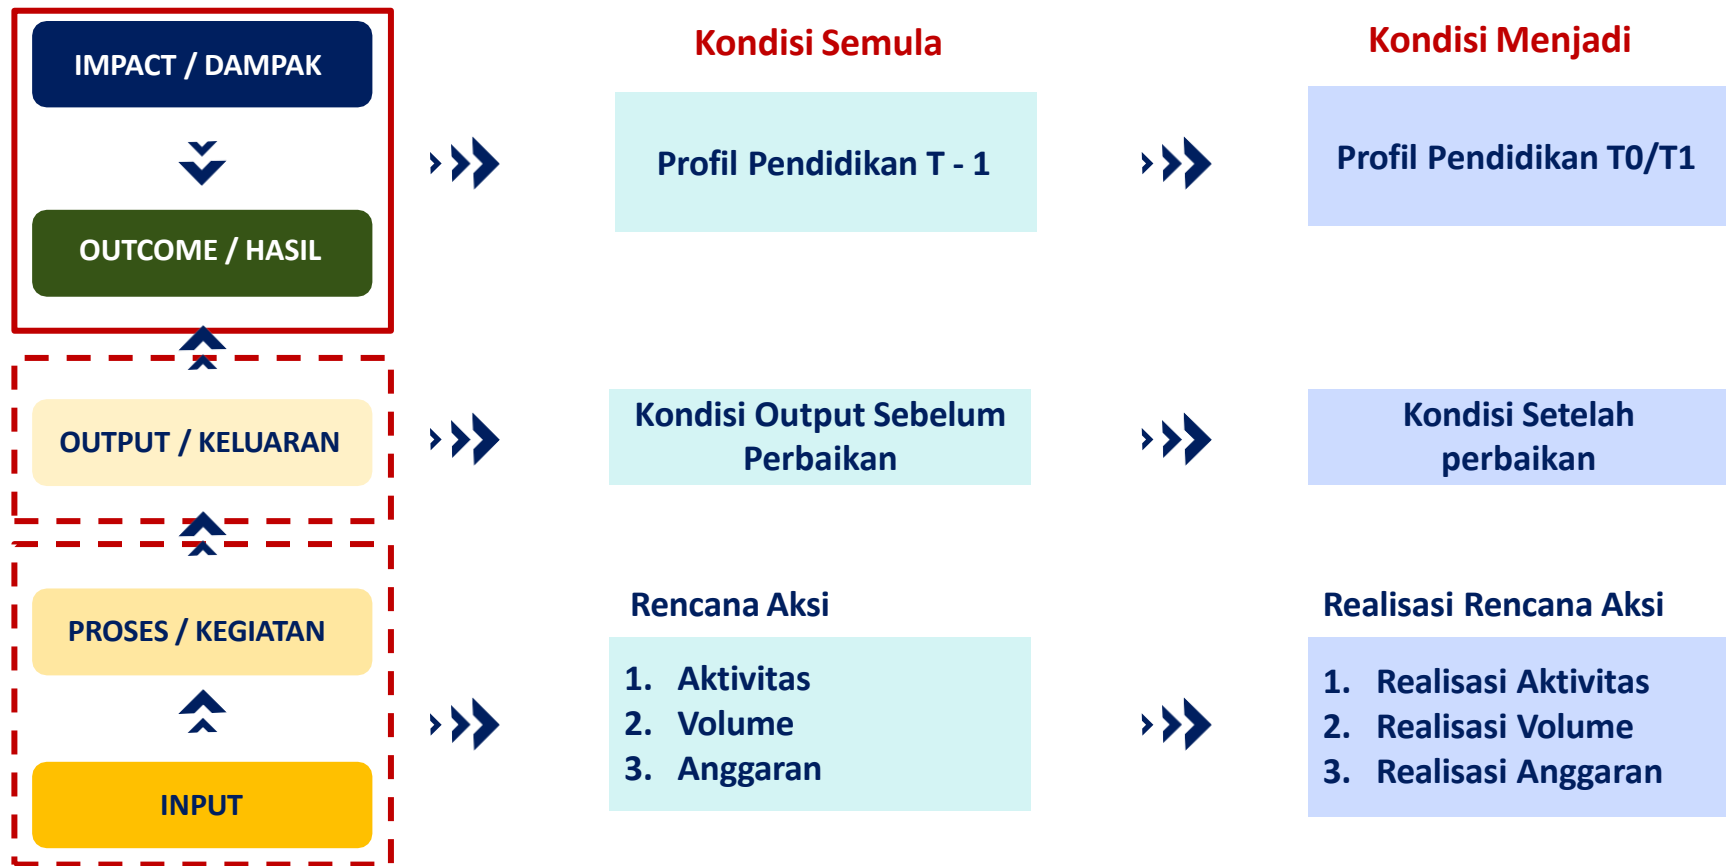 IMPACT / DAMPAK
OUTCOME / HASIL
OUTPUT / KELUARAN
PROSES / KEGIATAN
INPUT
Kondisi Semula
Profil Pendidikan T - 1
Kondisi Output Sebelum
Perbaikan
Rencana Aksi
1. Aktivitas
2. Volume
3. Anggaran
Kondisi Menjadi
Profil Pendidikan T0/T1
Kondisi Setelah
perbaikan
Realisasi Rencana Aksi
1. Realisasi Aktivitas
2. Realisasi Volume
3. Realisasi Anggaran